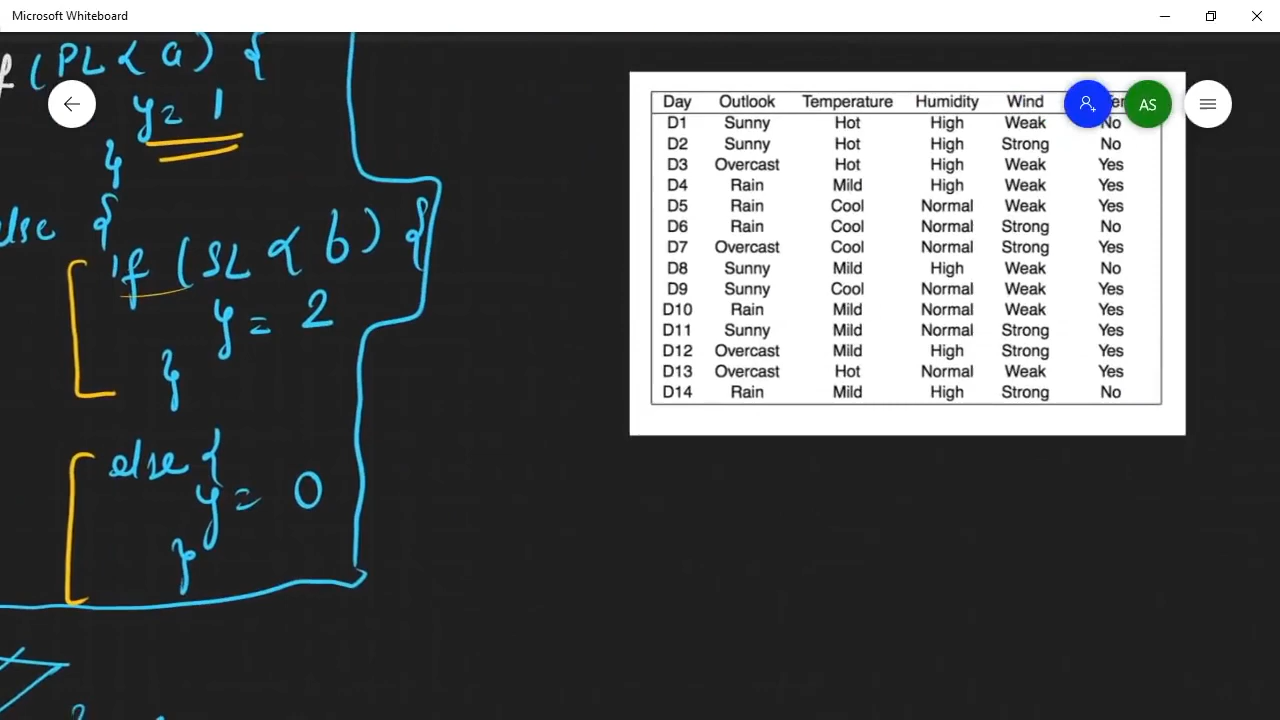 Microsoft Whiteboard
f (PL < a) {
y = 1
}
else {
if (SL < b) {
y = 2
}
else {
y = 0
}
AS
Day Outlook Temperature Humidity Wind
D1 Sunny Hot High Weak No
D2 Sunny Hot High Strong No
D3 Overcast Hot High Weak Yes
D4 Rain Mild High Weak Yes
D5 Rain Cool Normal Weak Yes
D6 Rain Cool Normal Strong No
D7 Overcast Cool Normal Strong Yes
D8 Sunny Mild High Weak No
D9 Sunny Cool Normal Weak Yes
D10 Rain Mild Normal Weak Yes
D11 Sunny Mild Normal Strong Yes
D12 Overcast Mild High Strong Yes
D13 Overcast Hot Normal Weak Yes
D14 Rain Mild High Strong No